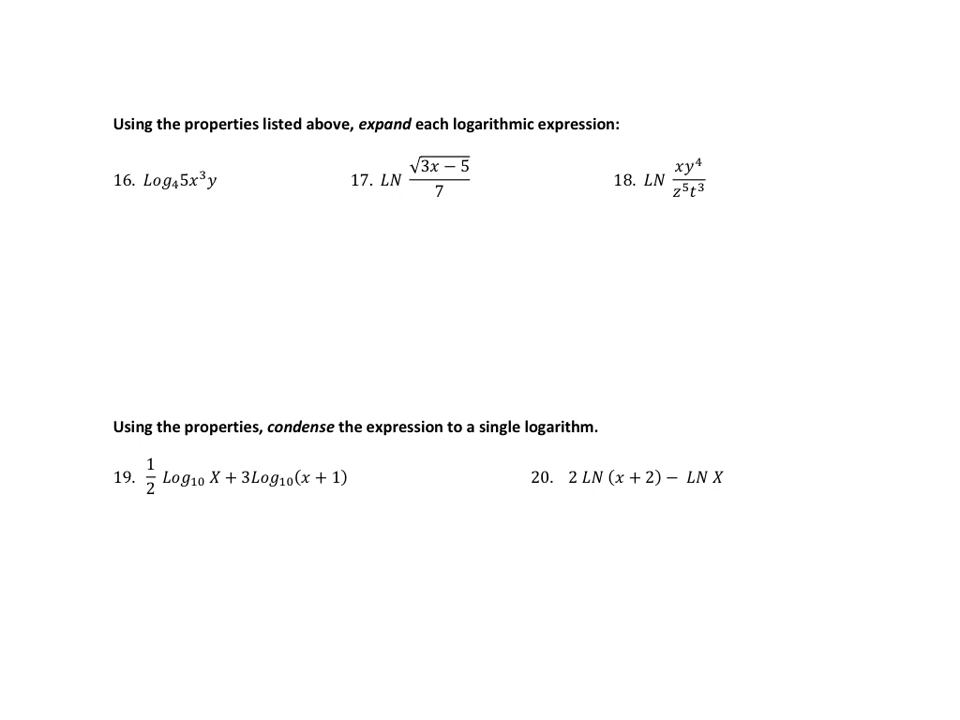 Using the properties listed above, expand each logarithmic expression:
16. Log₄5x³y 17. LN √(3x − 5)/7 18. LN xy⁴/z⁵t³
Using the properties, condense the expression to a single logarithm.
19. 1/2 Log₁₀ X + 3Log₁₀(x + 1) 20. 2 LN (x + 2) − LN X